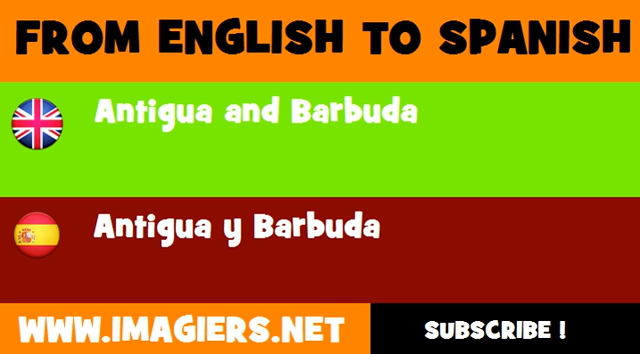 FROM ENGLISH TO SPANISH
Antigua and Barbuda
Antigua y Barbuda
WWW.IMAGIERS.NET
SUBSCRIBE !